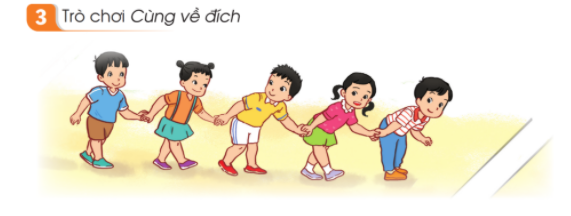 3 Trò chơi Cùng về đích